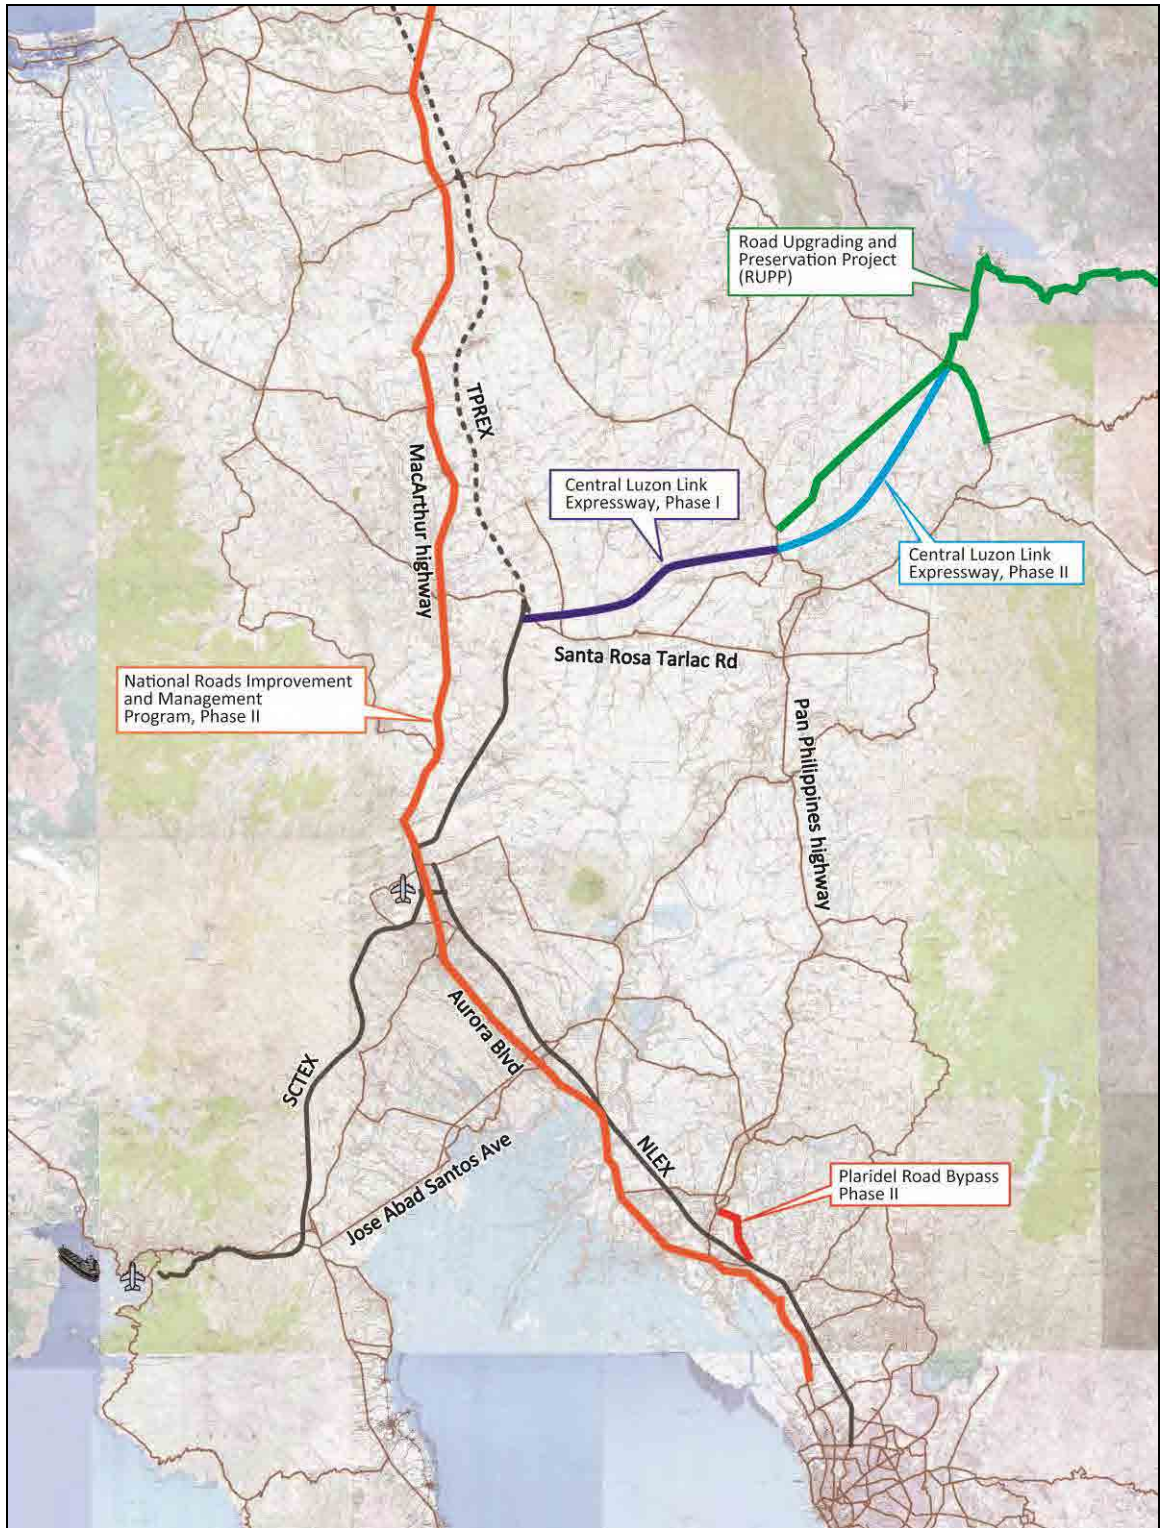 Road Upgrading and
Preservation Project
(RUPP)
TPREX
MacArthur highway
Central Luzon Link
Expressway, Phase I
Central Luzon Link
Expressway, Phase II
Santa Rosa Tarlac Rd
National Roads Improvement
and Management
Program, Phase II
Pan Philippines highway
Aurora Blvd
SCTEX
NLEX
Jose Abad Santos Ave
Plaridel Road Bypass
Phase II